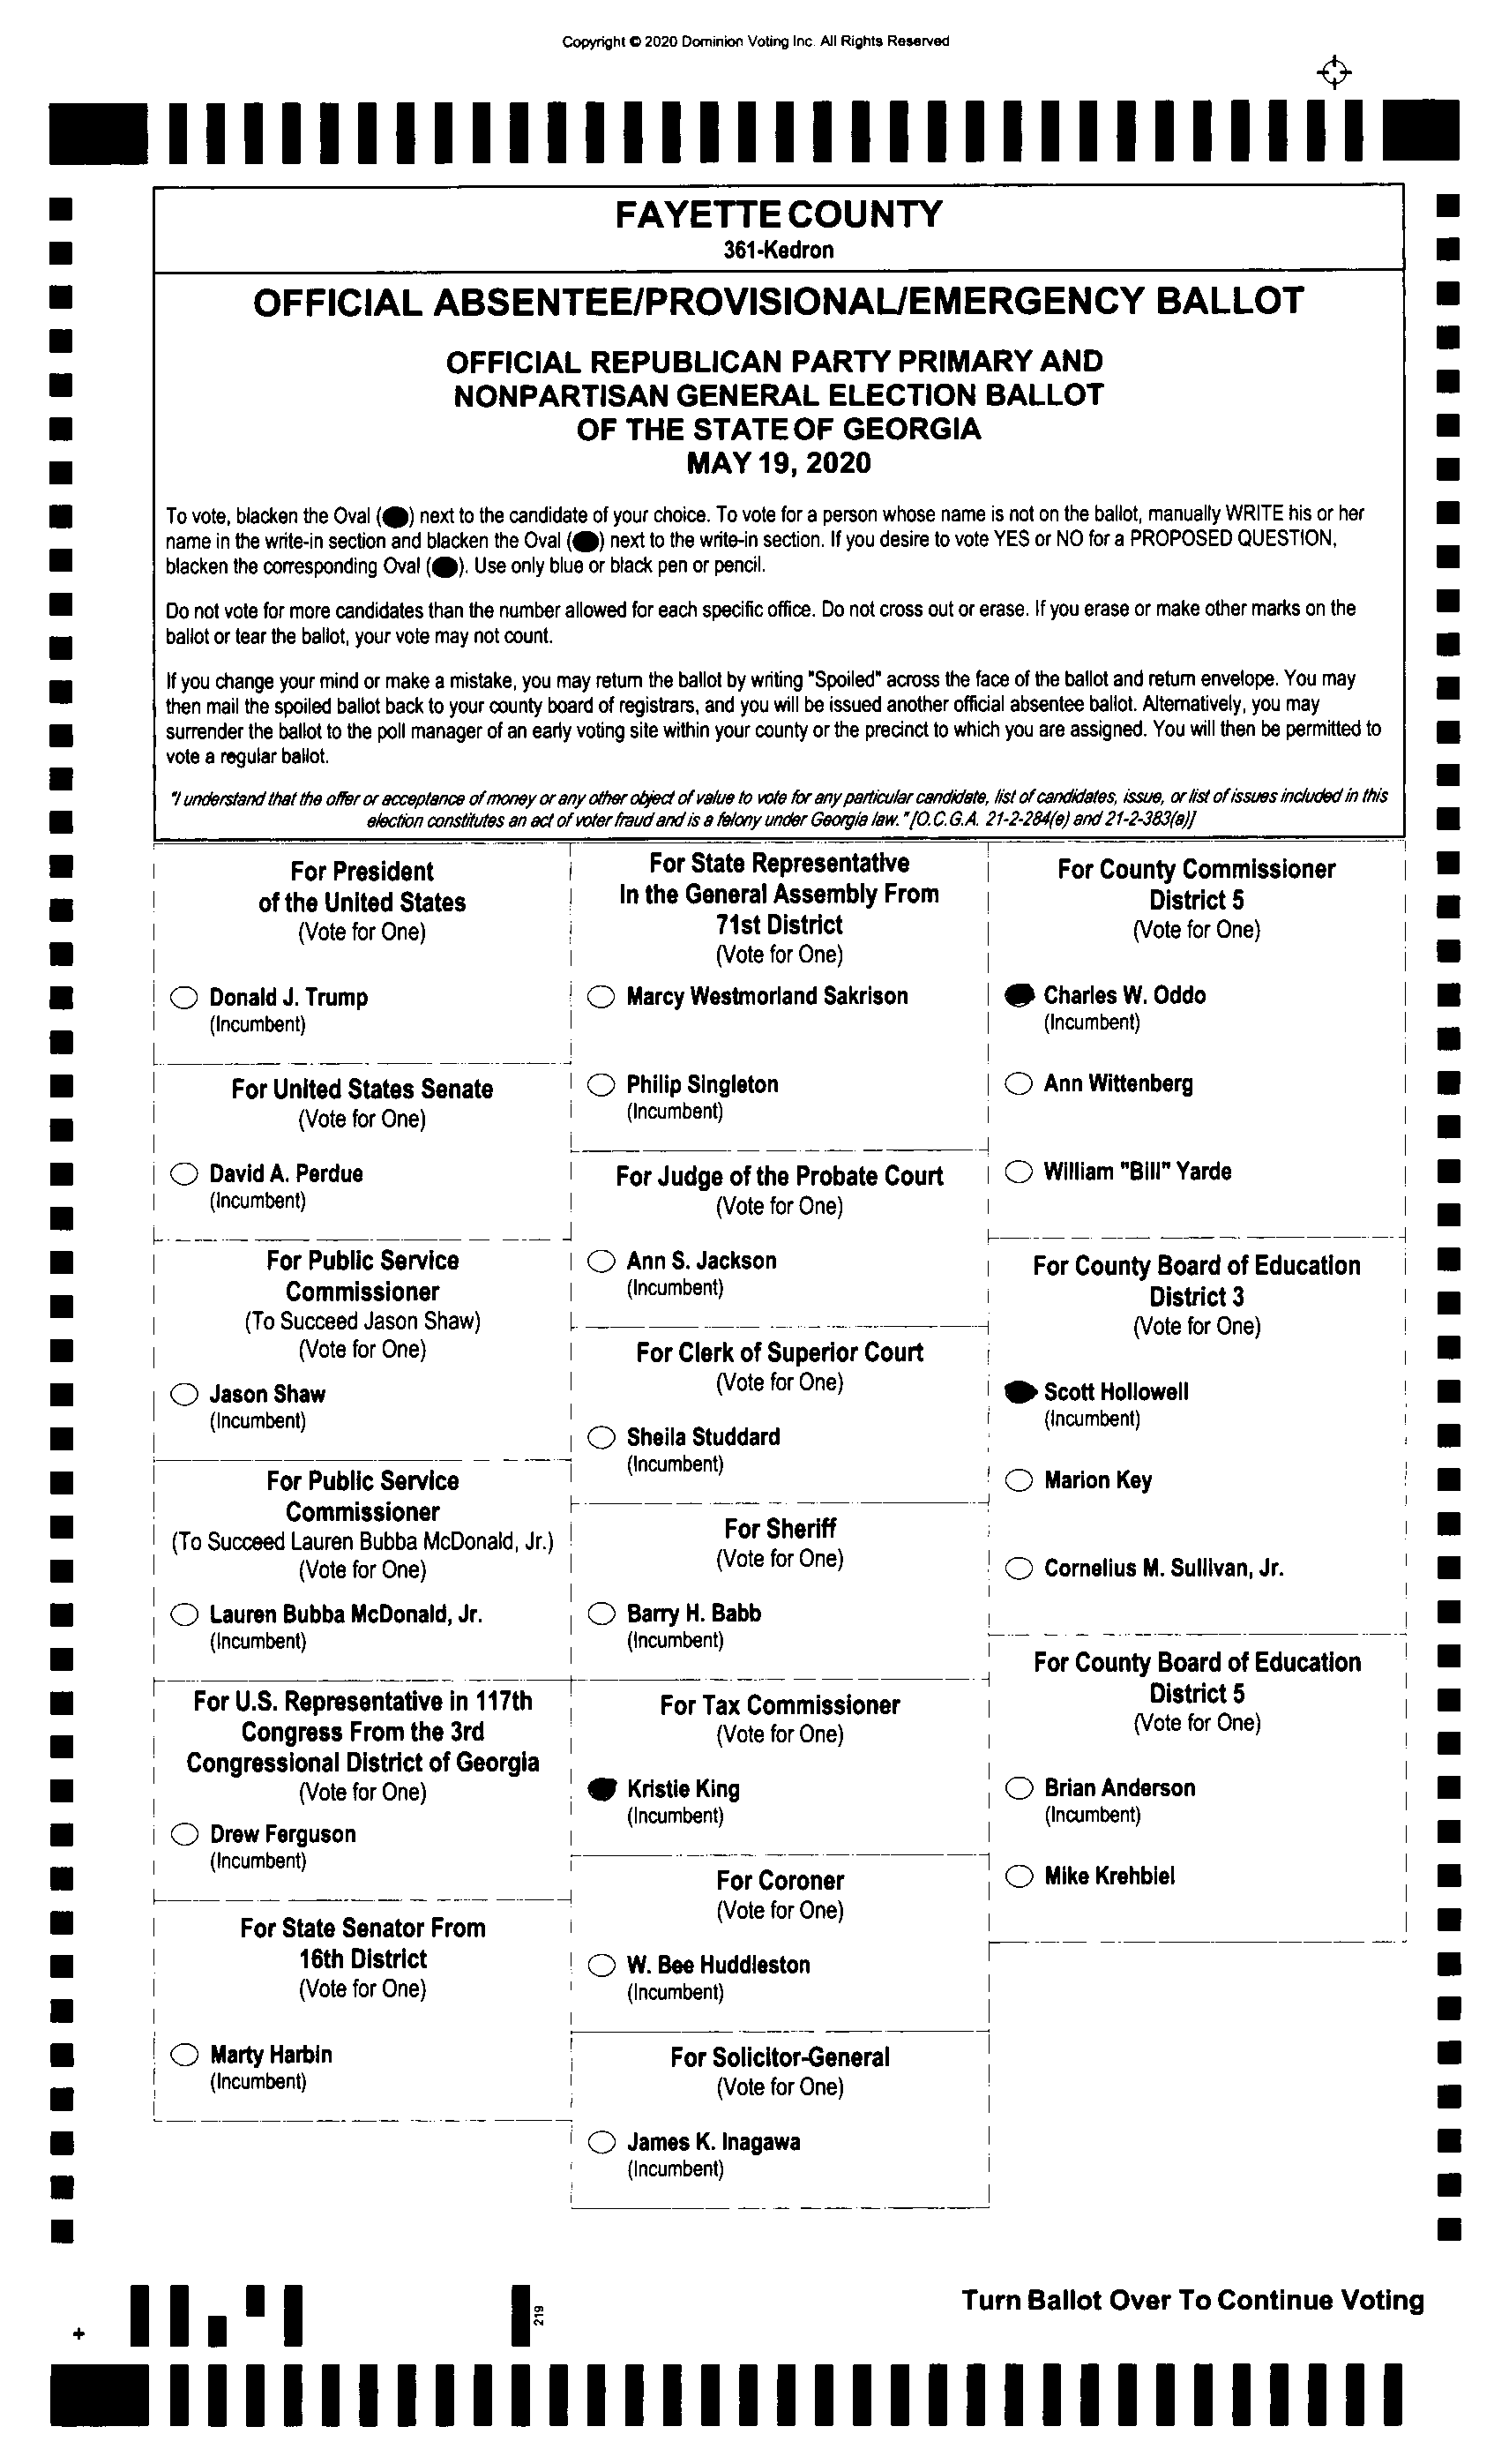 Copyright © 2020 Dominion Voting Inc. All Rights Reserved
FAYETTE COUNTY
361-Kedron
OFFICIAL ABSENTEE/PROVISIONAL/EMERGENCY BALLOT
OFFICIAL REPUBLICAN PARTY PRIMARY AND
NONPARTISAN GENERAL ELECTION BALLOT
OF THE STATE OF GEORGIA
MAY 19, 2020
To vote, blacken the Oval (⬬) next to the candidate of your choice. To vote for a person whose name is not on the ballot, manually WRITE his or her
name in the write-in section and blacken the Oval (⬬) next to the write-in section. If you desire to vote YES or NO for a PROPOSED QUESTION,
blacken the corresponding Oval (⬬). Use only blue or black pen or pencil.
Do not vote for more candidates than the number allowed for each specific office. Do not cross out or erase. If you erase or make other marks on the
ballot or tear the ballot, your vote may not count.
If you change your mind or make a mistake, you may return the ballot by writing "Spoiled" across the face of the ballot and return envelope. You may
then mail the spoiled ballot back to your county board of registrars, and you will be issued another official absentee ballot. Alternatively, you may
surrender the ballot to the poll manager of an early voting site within your county or the precinct to which you are assigned. You will then be permitted to
vote a regular ballot.
"I understand that the offer or acceptance of money or any other object of value to vote for any particular candidate, list of candidates, issue, or list of issues included in this
election constitutes an act of voter fraud and is a felony under Georgia law." [O.C.G.A. 21-2-284(e) and 21-2-383(a)]
For President
of the United States
(Vote for One)
Donald J. Trump
(Incumbent)
For United States Senate
(Vote for One)
David A. Perdue
(Incumbent)
For Public Service
Commissioner
(To Succeed Jason Shaw)
(Vote for One)
Jason Shaw
(Incumbent)
For Public Service
Commissioner
(To Succeed Lauren Bubba McDonald, Jr.)
(Vote for One)
Lauren Bubba McDonald, Jr.
(Incumbent)
For U.S. Representative in 117th
Congress From the 3rd
Congressional District of Georgia
(Vote for One)
Drew Ferguson
(Incumbent)
For State Senator From
16th District
(Vote for One)
Marty Harbin
(Incumbent)
For State Representative
In the General Assembly From
71st District
(Vote for One)
Marcy Westmorland Sakrison
Philip Singleton
(Incumbent)
For Judge of the Probate Court
(Vote for One)
Ann S. Jackson
(Incumbent)
For Clerk of Superior Court
(Vote for One)
Sheila Studdard
(Incumbent)
For Sheriff
(Vote for One)
Barry H. Babb
(Incumbent)
For Tax Commissioner
(Vote for One)
Kristie King
(Incumbent)
For Coroner
(Vote for One)
W. Bee Huddleston
(Incumbent)
For Solicitor-General
(Vote for One)
James K. Inagawa
(Incumbent)
For County Commissioner
District 5
(Vote for One)
Charles W. Oddo
(Incumbent)
Ann Wittenberg
William "Bill" Yarde
For County Board of Education
District 3
(Vote for One)
Scott Hollowell
(Incumbent)
Marion Key
Cornelius M. Sullivan, Jr.
For County Board of Education
District 5
(Vote for One)
Brian Anderson
(Incumbent)
Mike Krehbiel
Turn Ballot Over To Continue Voting
219